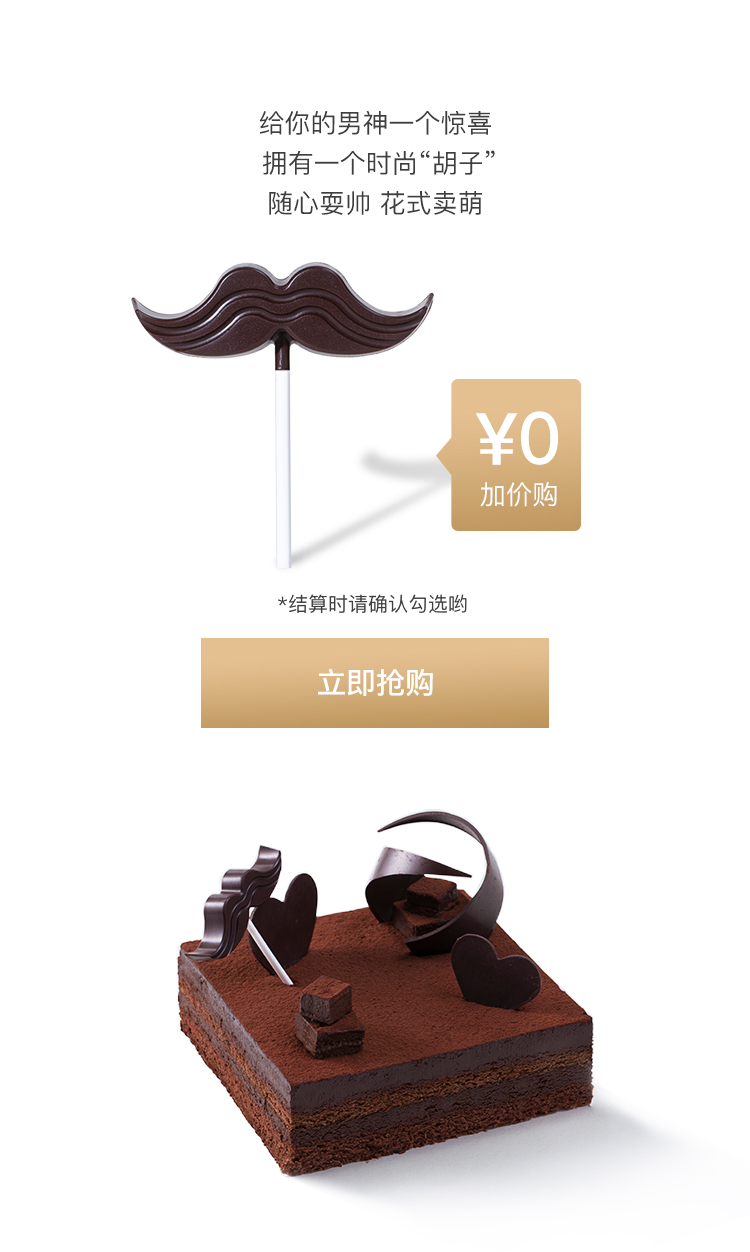 给你的男神一个惊喜
拥有一个时尚“胡子”
随心耍帅 花式卖萌
¥0
加价购
*结算时请确认勾选哟
立即抢购